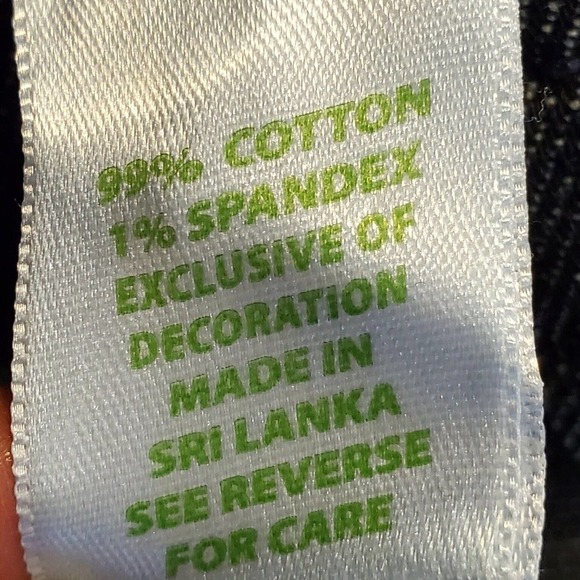 99% COTTON
1% SPANDEX
EXCLUSIVE OF
DECORATION
MADE IN
SRI LANKA
SEE REVERSE
FOR CARE